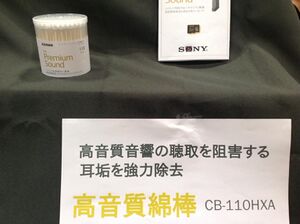 Premium
Sound
Sound
SONY
高音質音響の聴取を阻害する
耳垢を強力除去
高音質綿棒 CB-110HXA